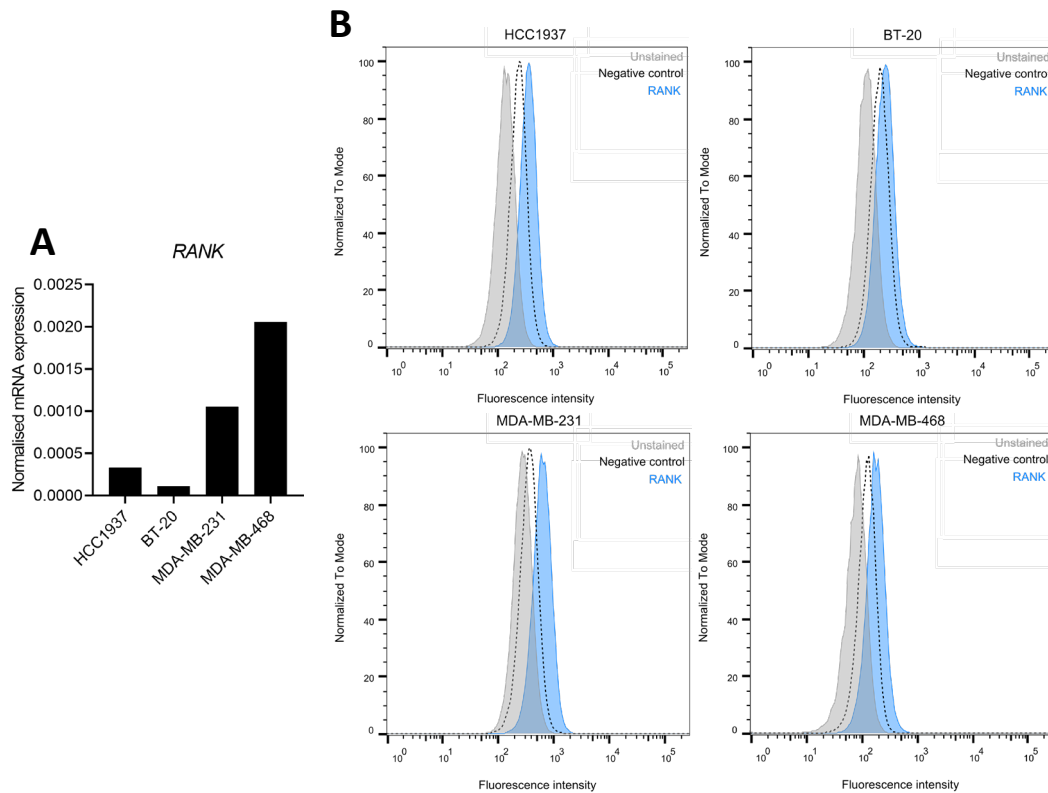 A
RANK
Normalised mRNA expression
0.0025
0.0020
0.0015
0.0010
0.0005
0.0000
HCC1937
BT-20
MDA-MB-231
MDA-MB-468
B
HCC1937
Unstained
Negative control
RANK
Normalized To Mode
100
80
60
40
20
0
10^0 10^1 10^2 10^3 10^4 10^5
Fluorescence intensity
BT-20
Unstained
Negative control
RANK
Normalized To Mode
100
80
60
40
20
0
10^0 10^1 10^2 10^3 10^4 10^5
Fluorescence intensity
MDA-MB-231
Unstained
Negative control
RANK
Normalized To Mode
100
80
60
40
20
0
10^0 10^1 10^2 10^3 10^4 10^5
Fluorescence intensity
MDA-MB-468
Unstained
Negative control
RANK
Normalized To Mode
100
80
60
40
20
0
10^0 10^1 10^2 10^3 10^4 10^5
Fluorescence intensity